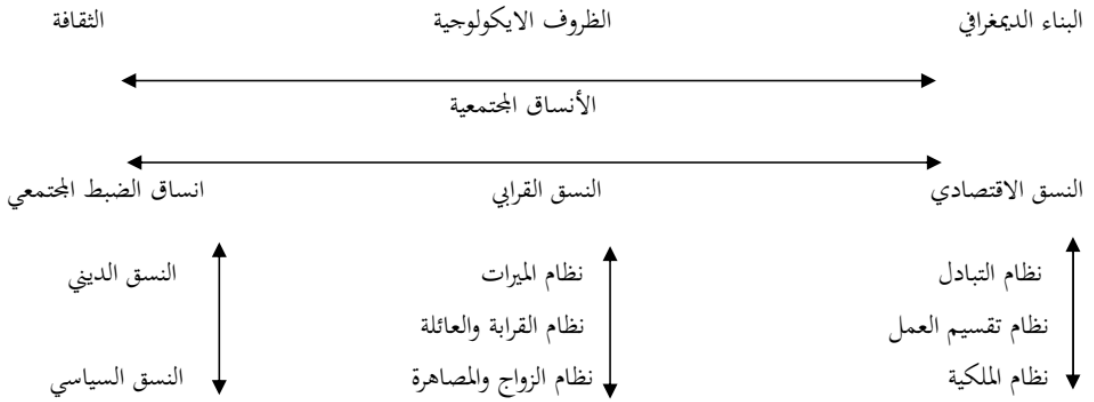 البناء الديمغرافي الظروف الايكولوجية الثقافة
الأنساق المجتمعية
النسق الاقتصادي النسق القرابي انساق الضبط المجتمعي
نظام التبادل نظام الميرات النسق الديني
نظام تقسيم العمل نظام القرابة والعائلة
نظام الملكية نظام الزواج والمصاهرة النسق السياسي